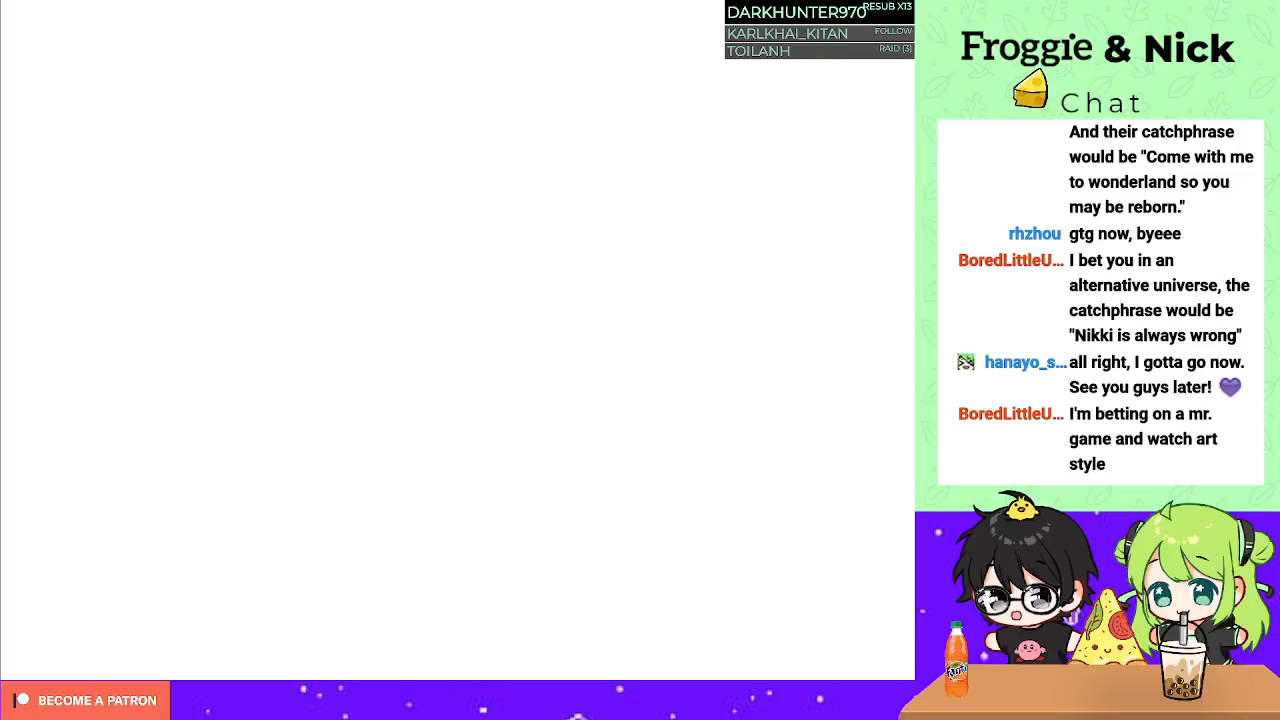 DARKHUNTER970 RESUB X13
KARLKHAI_KITAN FOLLOW
TOILANH RAID (3)
Froggie & Nick
Chat
And their catchphrase
would be "Come with me
to wonderland so you
may be reborn."
rhzhou gtg now, byeee
BoredLittleU... I bet you in an
alternative universe, the
catchphrase would be
"Nikki is always wrong"
hanayo_s... all right, I gotta go now.
See you guys later!
BoredLittleU... I'm betting on a mr.
game and watch art
style
BECOME A PATRON